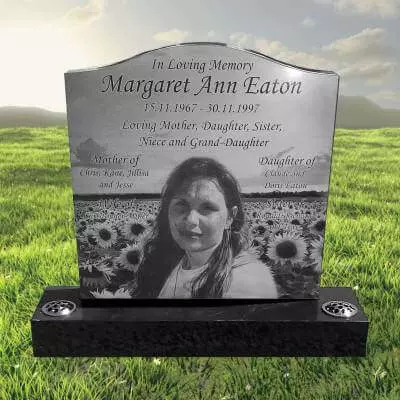 In Loving Memory
Margaret Ann Eaton
15.11.1967 - 30.11.1997
Loving Mother, Daughter, Sister,
Niece and Grand-Daughter
Mother of
Chris, Kane, Jillian
and Jesse
Daughter of
Claude and
Doris Eaton